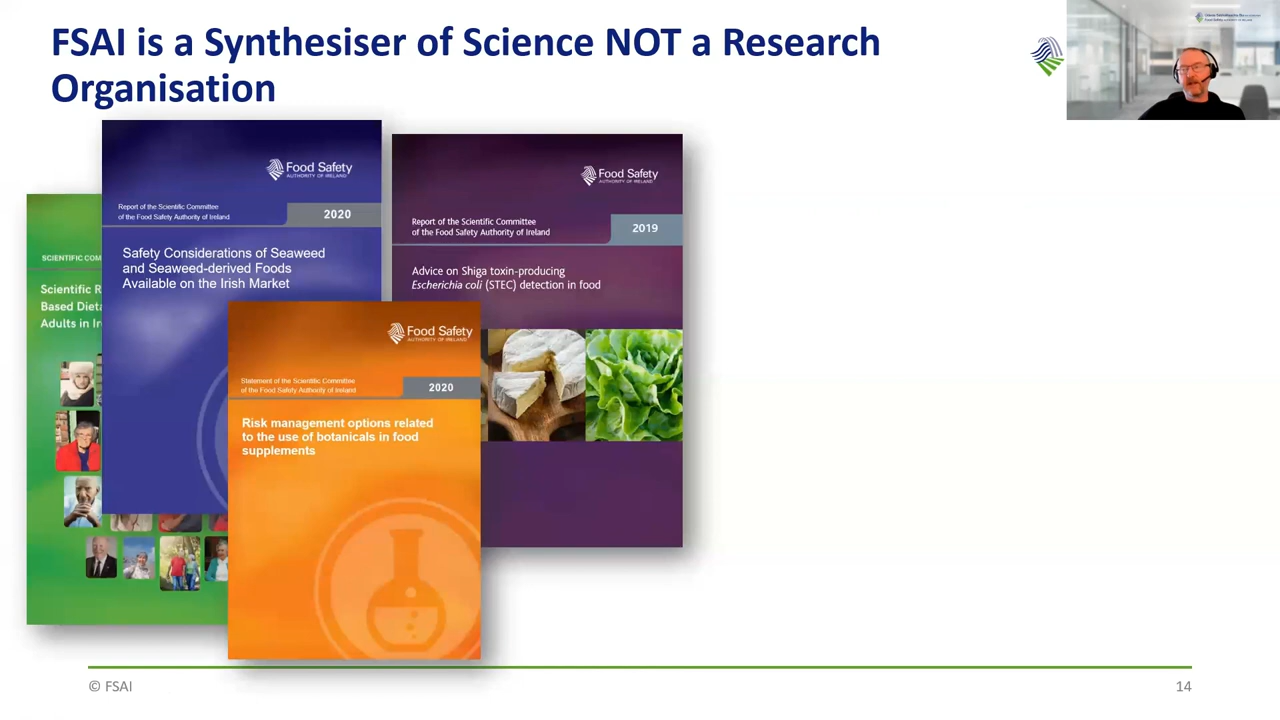 FSAI is a Synthesiser of Science NOT a Research
Organisation
SCIENTIFIC COM
Scientific R
Based Dieta
Adults in Ir
Food Safety
AUTHORITY OF IRELAND
Report of the Scientific Committee
of the Food Safety Authority of Ireland
2020
Safety Considerations of Seaweed
and Seaweed-derived Foods
Available on the Irish Market
Food Safety
AUTHORITY OF IRELAND
Report of the Scientific Committee
of the Food Safety Authority of Ireland
2019
Advice on Shiga toxin-producing
Escherichia coli (STEC) detection in food
Food Safety
AUTHORITY OF IRELAND
Statement of the Scientific Committee
of the Food Safety Authority of Ireland
2020
Risk management options related
to the use of botanicals in food
supplements
© FSAI
14